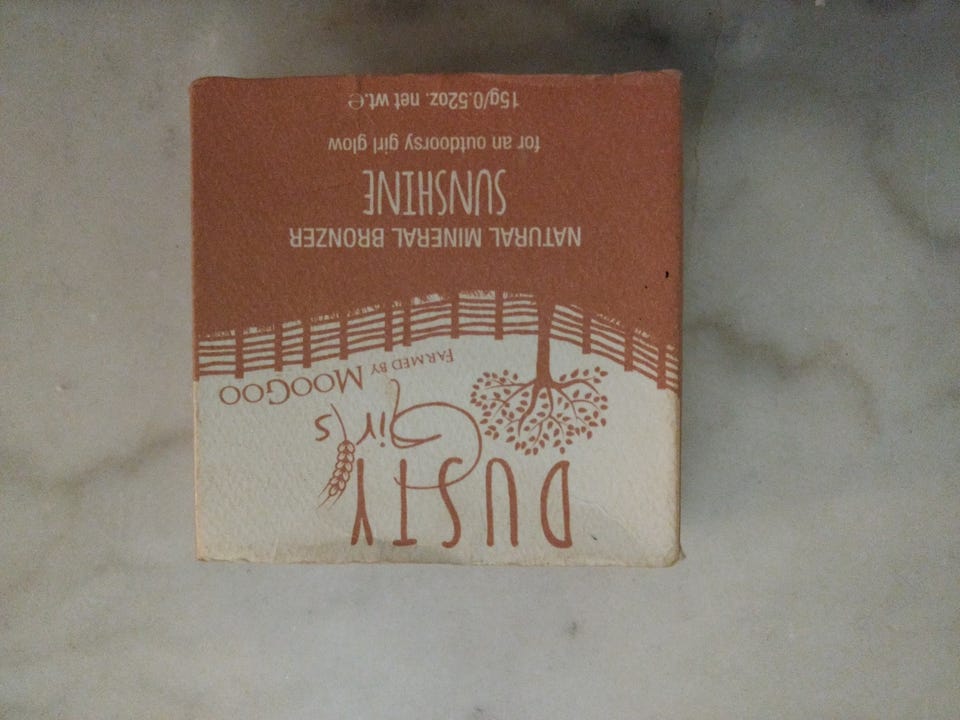 DUSTY
Girls
FARMED BY MOOGOO
NATURAL MINERAL BRONZER
SUNSHINE
for an outdoorsy girl glow
15g/0.52oz. net wt.℮